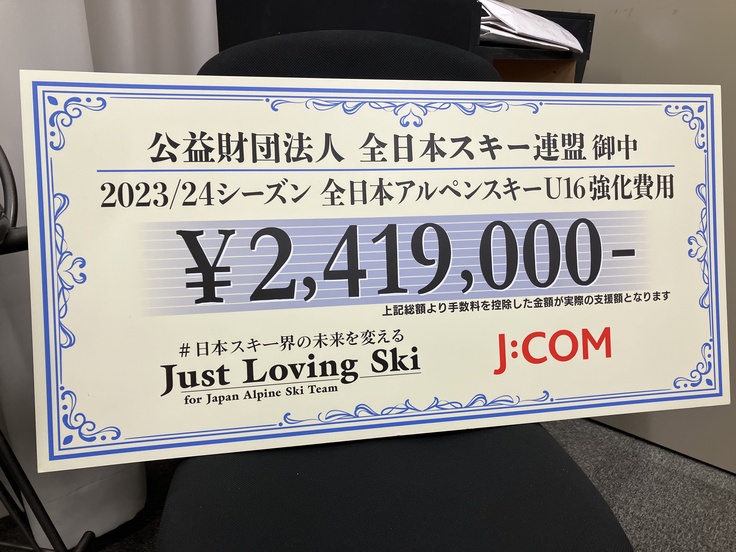 公益財団法人 全日本スキー連盟 御中
2023/24シーズン 全日本アルペンスキーU16強化費用
¥2,419,000-
上記総額より手数料を控除した金額が実際の支援額となります
#日本スキー界の未来を変える
Just Loving Ski
for Japan Alpine Ski Team
J:COM